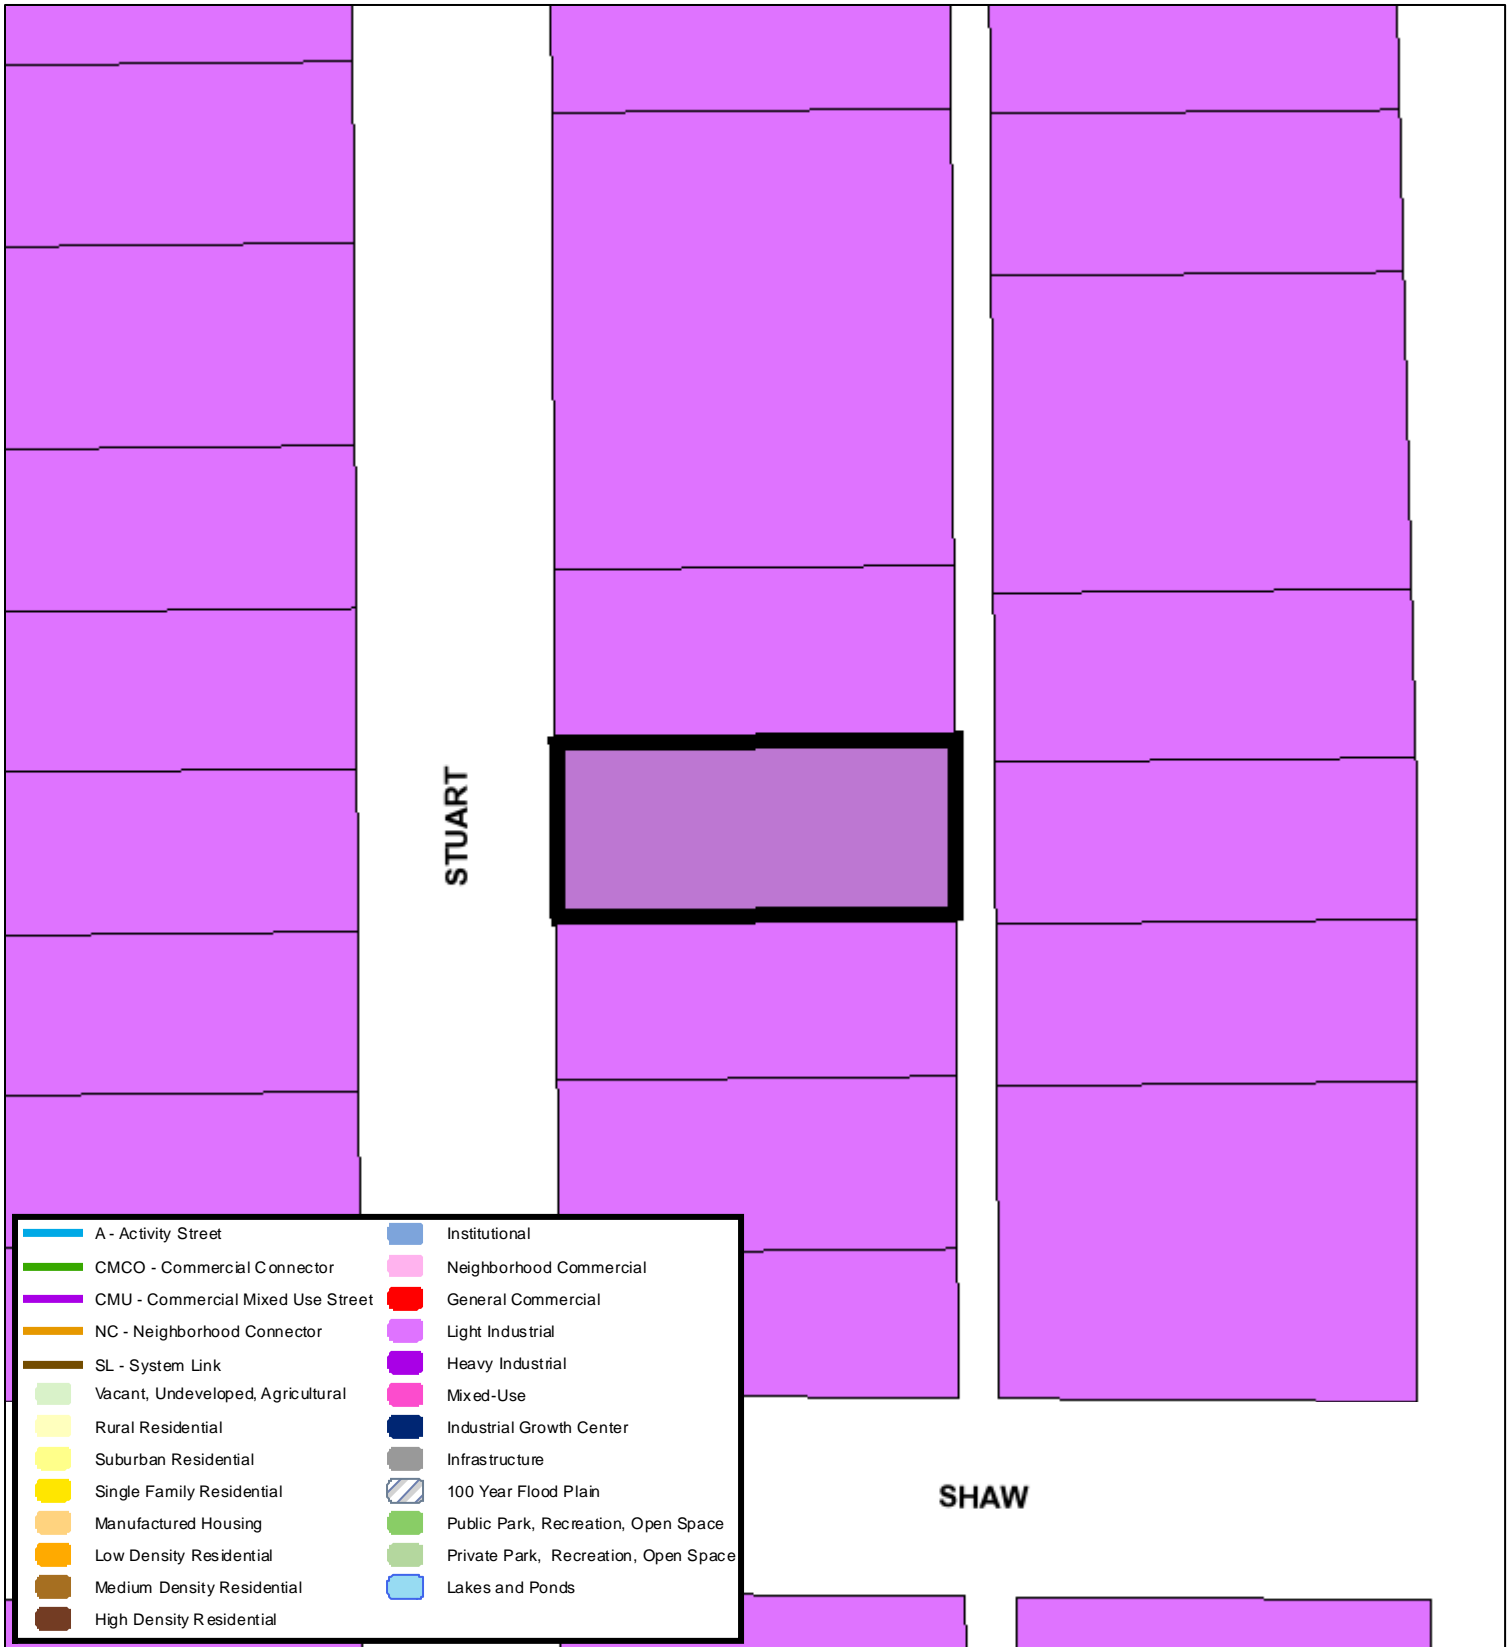 STUART
A - Activity Street
CMCO - Commercial Connector
CMU - Commercial Mixed Use Street
NC - Neighborhood Connector
SL - System Link
Vacant, Undeveloped, Agricultural
Rural Residential
Suburban Residential
Single Family Residential
Manufactured Housing
Low Density Residential
Medium Density Residential
High Density Residential
Institutional
Neighborhood Commercial
General Commercial
Light Industrial
Heavy Industrial
Mixed-Use
Industrial Growth Center
Infrastructure
100 Year Flood Plain
Public Park, Recreation, Open Space
Private Park, Recreation, Open Space
Lakes and Ponds
SHAW